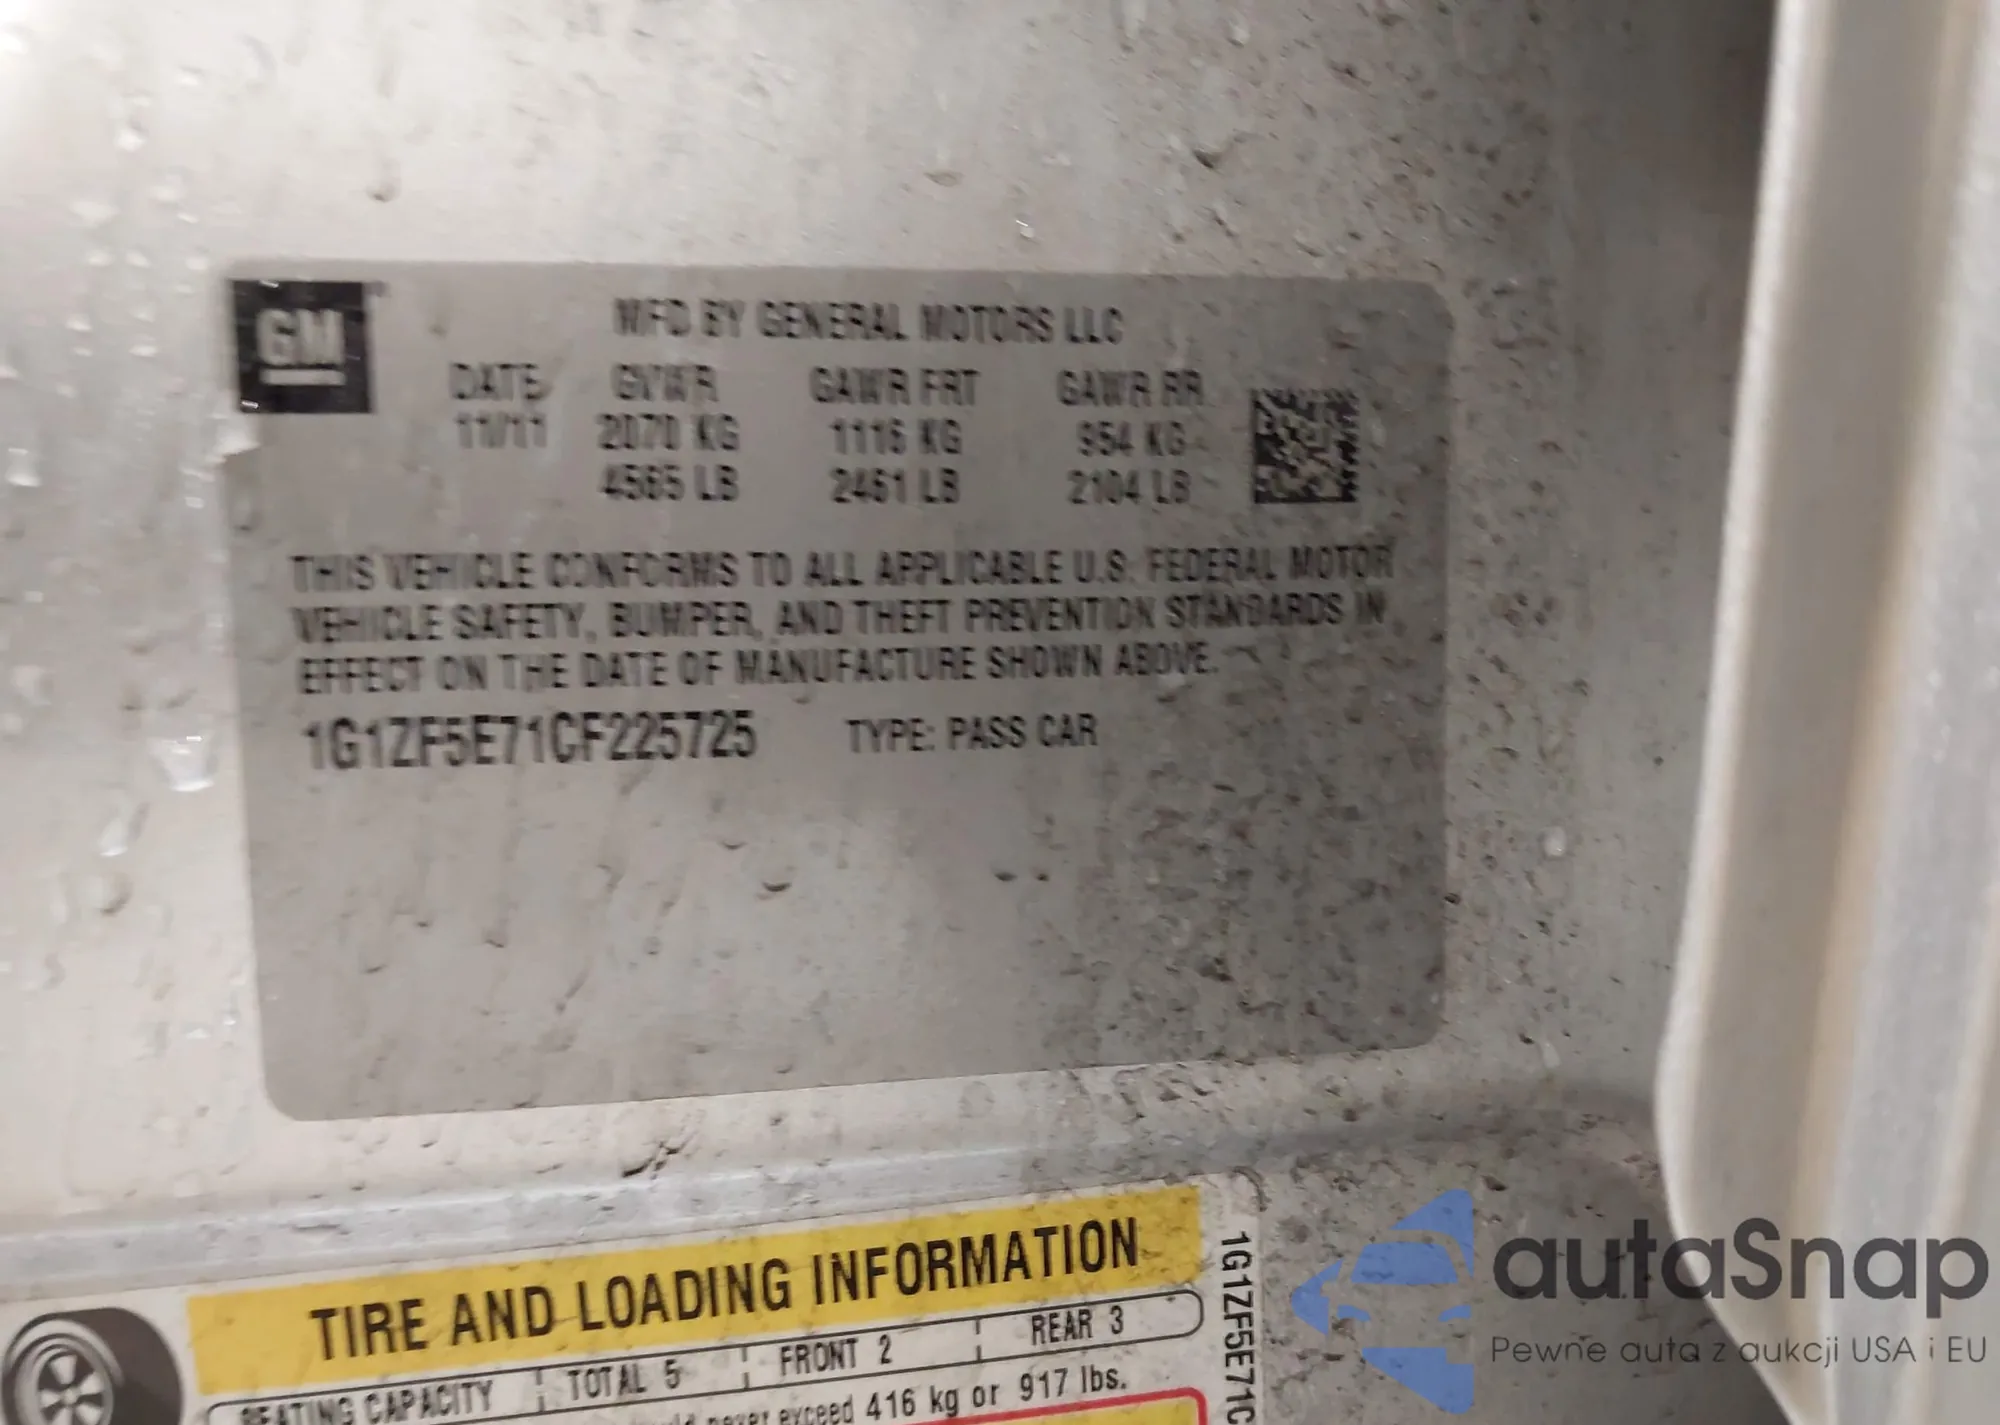 GM
MFD BY GENERAL MOTORS LLC
DATE GVWR GAWR FRT GAWR RR
11/11 2070 KG 1116 KG 954 KG
4565 LB 2461 LB 2104 LB
THIS VEHICLE CONFORMS TO ALL APPLICABLE U.S. FEDERAL MOTOR
VEHICLE SAFETY, BUMPER, AND THEFT PREVENTION STANDARDS IN
EFFECT ON THE DATE OF MANUFACTURE SHOWN ABOVE.
1G1ZF5E71CF225725 TYPE: PASS CAR
TIRE AND LOADING INFORMATION
SEATING CAPACITY TOTAL 5 FRONT 2 REAR 3
never exceed 416 kg or 917 lbs.
1G1ZF5E71C
autaSnap
Pewne auta z aukcji USA i EU